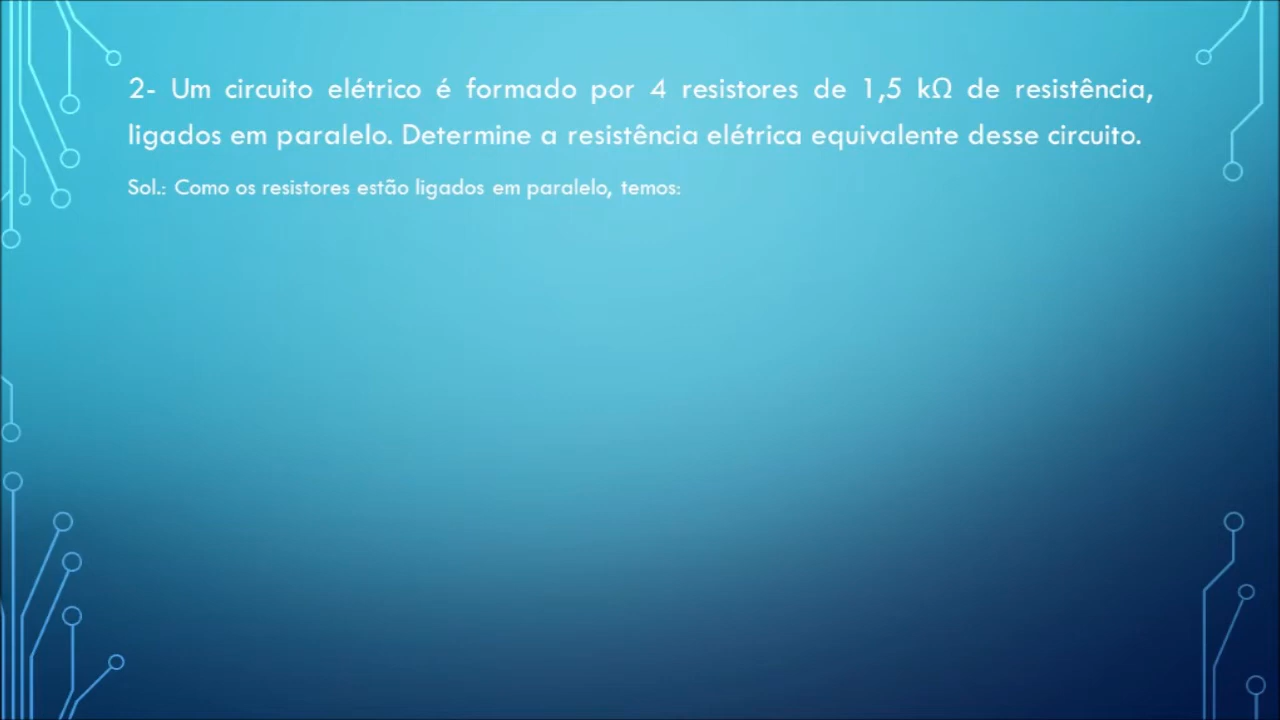 2- Um circuito elétrico é formado por 4 resistores de 1,5 kΩ de resistência,
ligados em paralelo. Determine a resistência elétrica equivalente desse circuito.
Sol.: Como os resistores estão ligados em paralelo, temos: